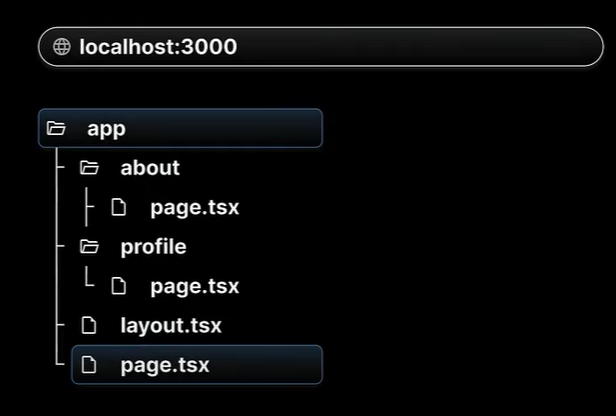 localhost:3000
app
about
page.tsx
profile
page.tsx
layout.tsx
page.tsx